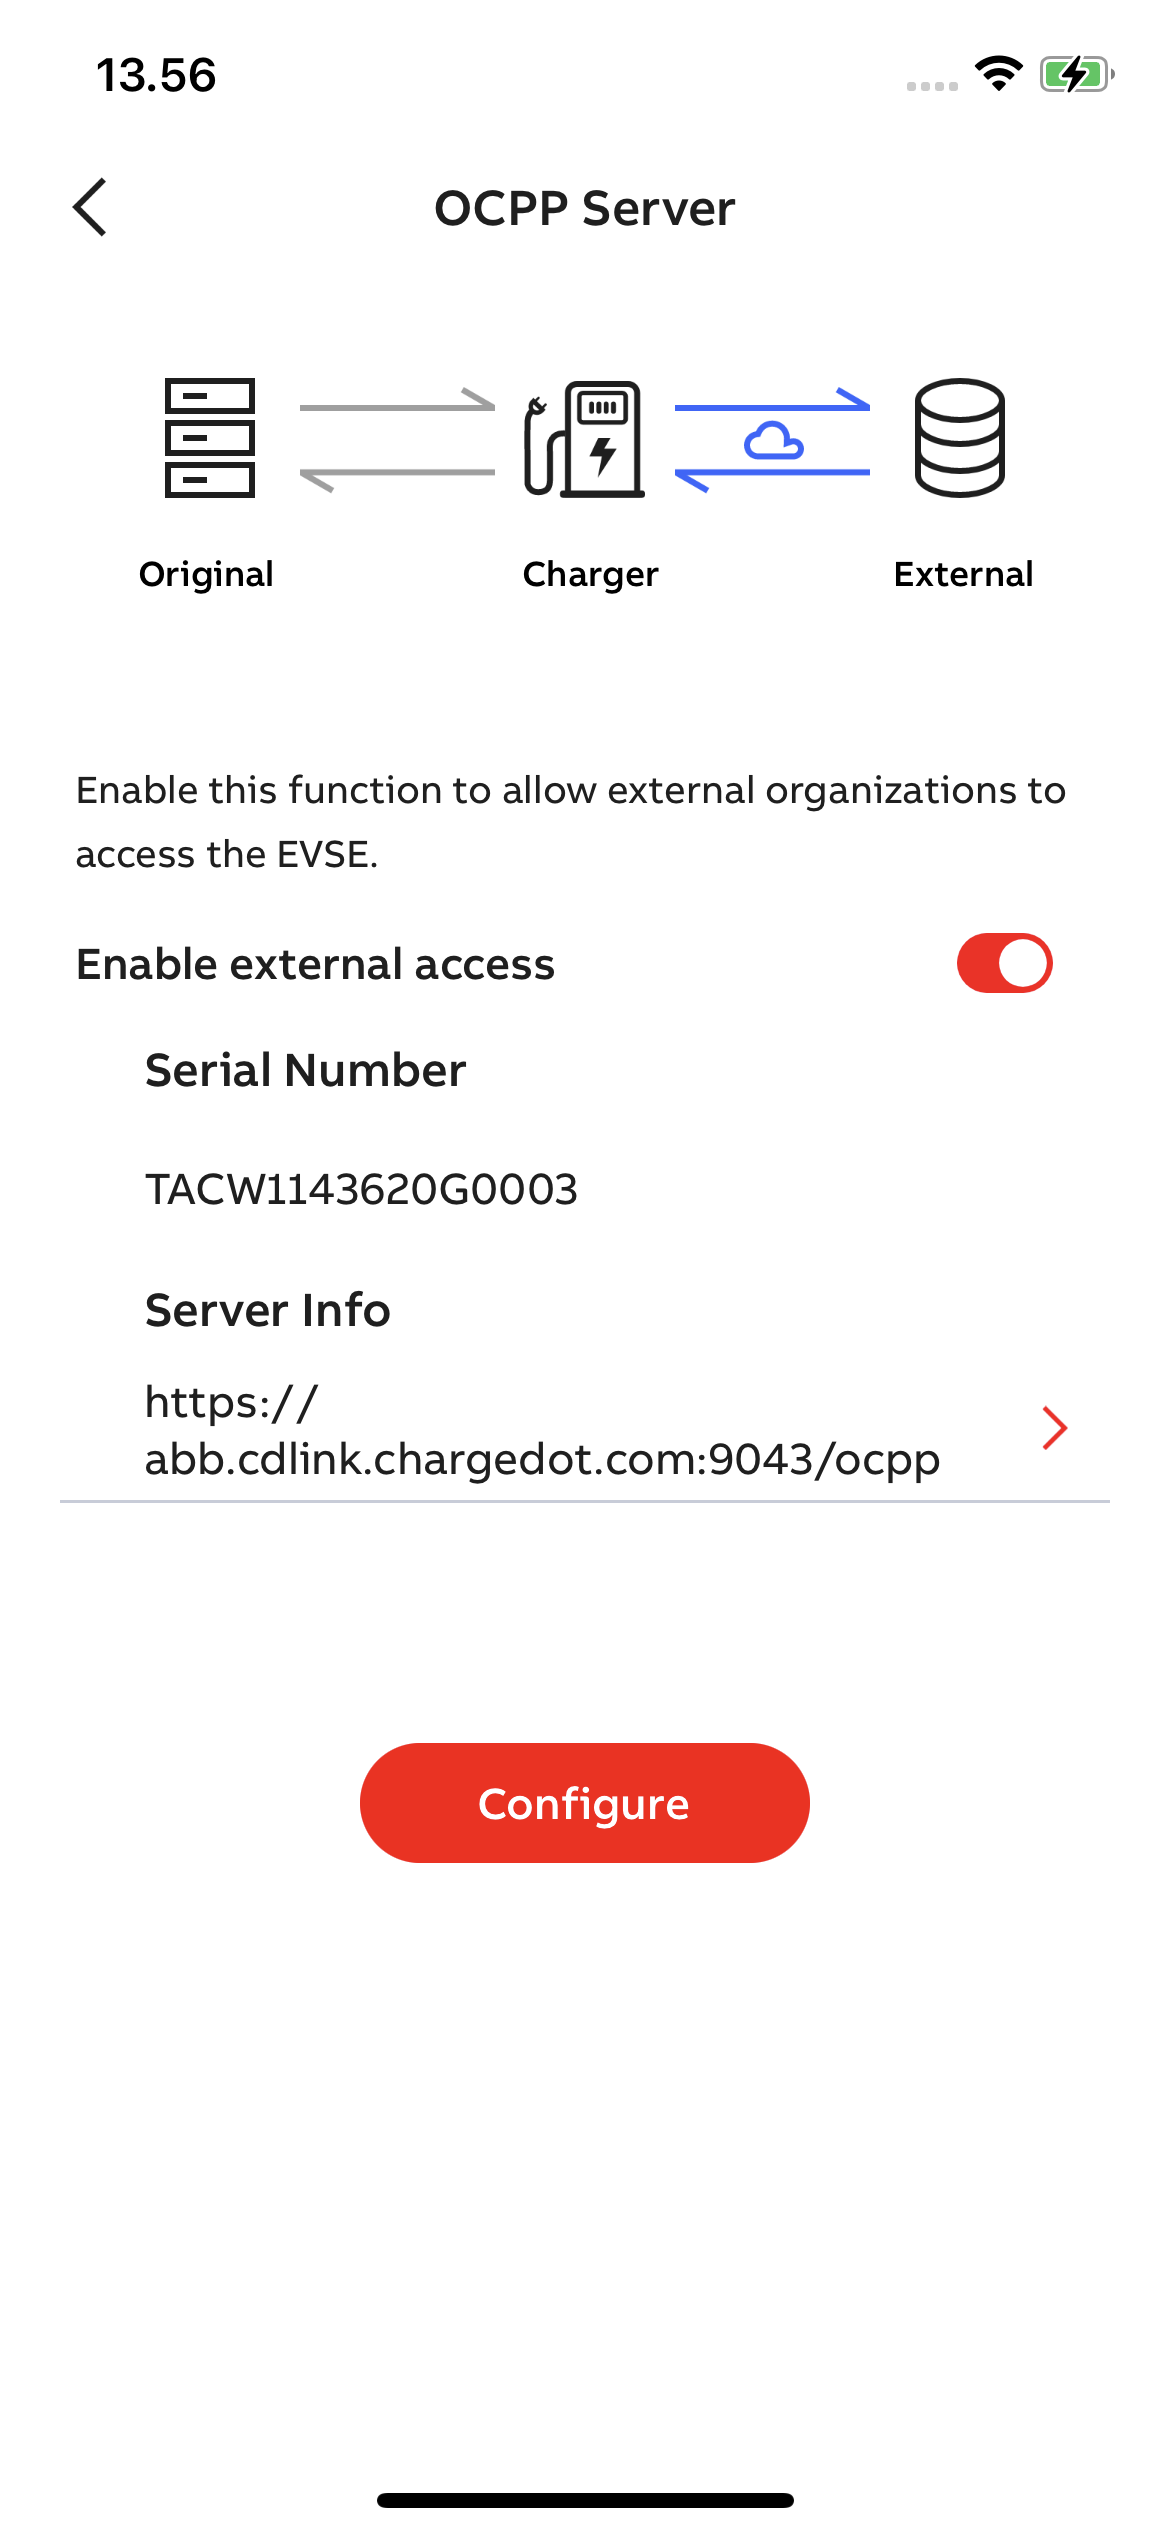 13.56
OCPP Server
Original Charger External
Enable this function to allow external organizations to
access the EVSE.
Enable external access
Serial Number
TACW1143620G0003
Server Info
https://
abb.cdlink.chargedot.com:9043/ocpp
Configure